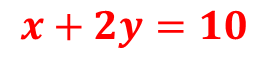 x + 2y = 10